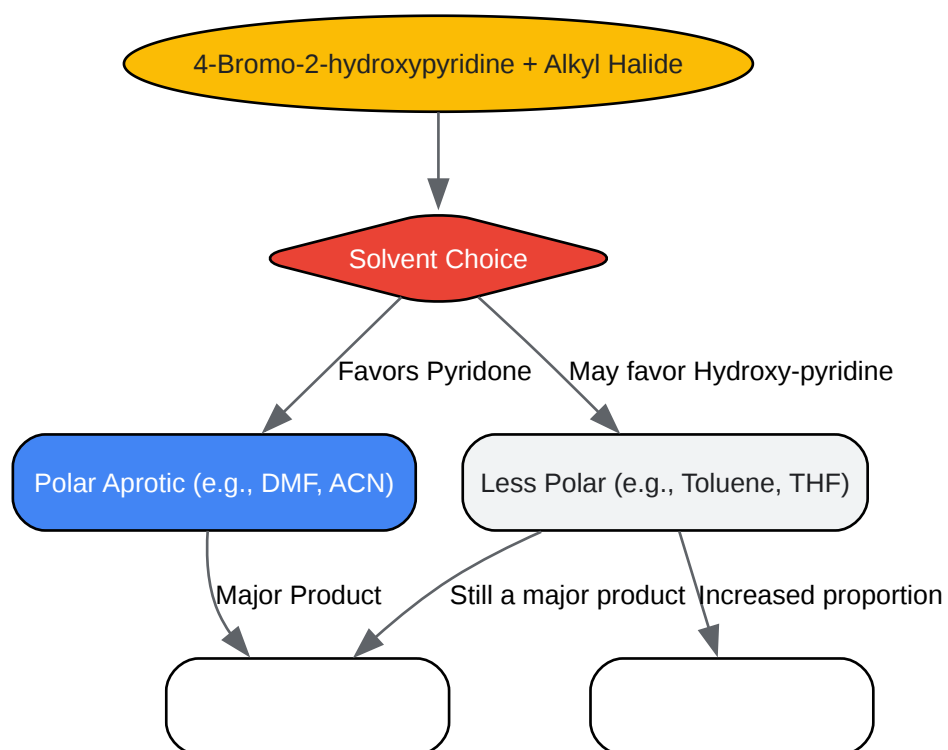 4-Bromo-2-hydroxypyridine + Alkyl Halide
Solvent Choice
Favors Pyridone
May favor Hydroxy-pyridine
Polar Aprotic (e.g., DMF, ACN)
Less Polar (e.g., Toluene, THF)
Major Product
Still a major product
Increased proportion